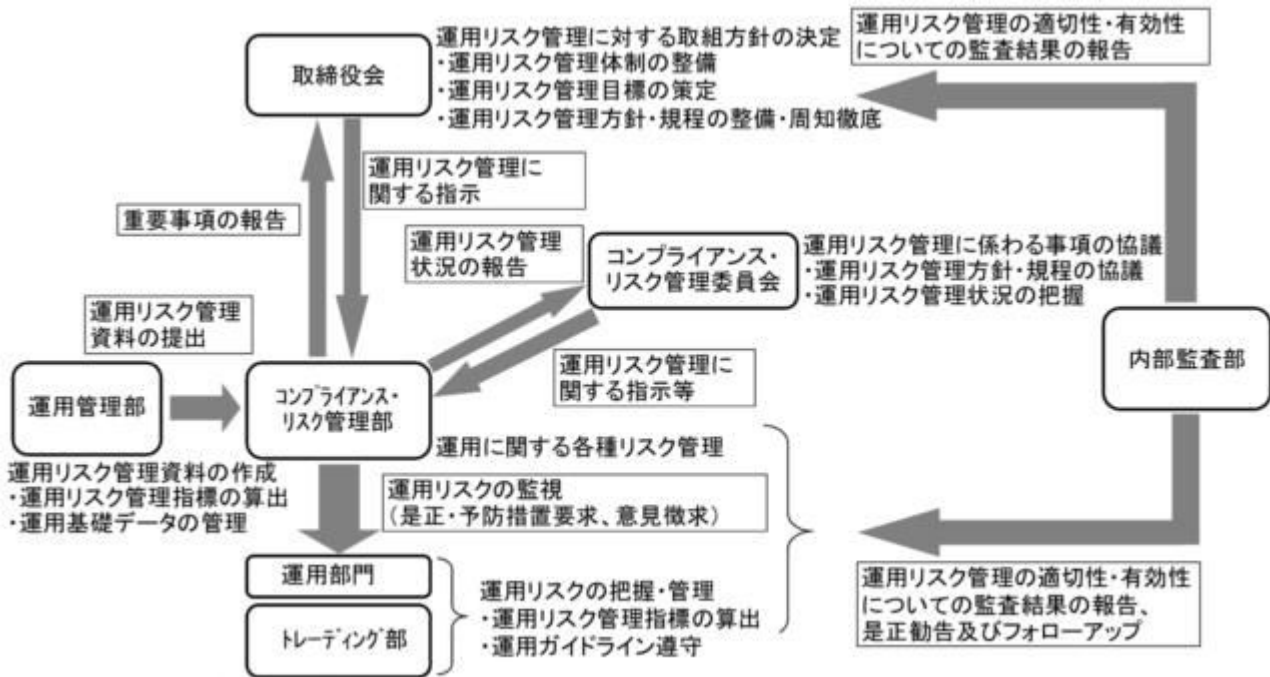 取締役会
運用リスク管理に対する取組方針の決定
・運用リスク管理体制の整備
・運用リスク管理目標の策定
・運用リスク管理方針・規程の整備・周知徹底
運用リスク管理の適切性・有効性
についての監査結果の報告
運用リスク管理に
関する指示
重要事項の報告
運用リスク管理
状況の報告
コンプライアンス・
リスク管理委員会
運用リスク管理に係わる事項の協議
・運用リスク管理方針・規程の協議
・運用リスク管理状況の把握
運用リスク管理
資料の提出
運用リスク管理に
関する指示等
内部監査部
運用管理部
コンプライアンス・
リスク管理部
運用に関する各種リスク管理
運用リスク管理資料の作成
・運用リスク管理指標の算出
・運用基礎データの管理
運用リスクの監視
(是正・予防措置要求、意見徴求)
運用部門
トレーディング部
運用リスクの把握・管理
・運用リスク管理指標の算出
・運用ガイドライン遵守
運用リスク管理の適切性・有効性
についての監査結果の報告、
是正勧告及びフォローアップ